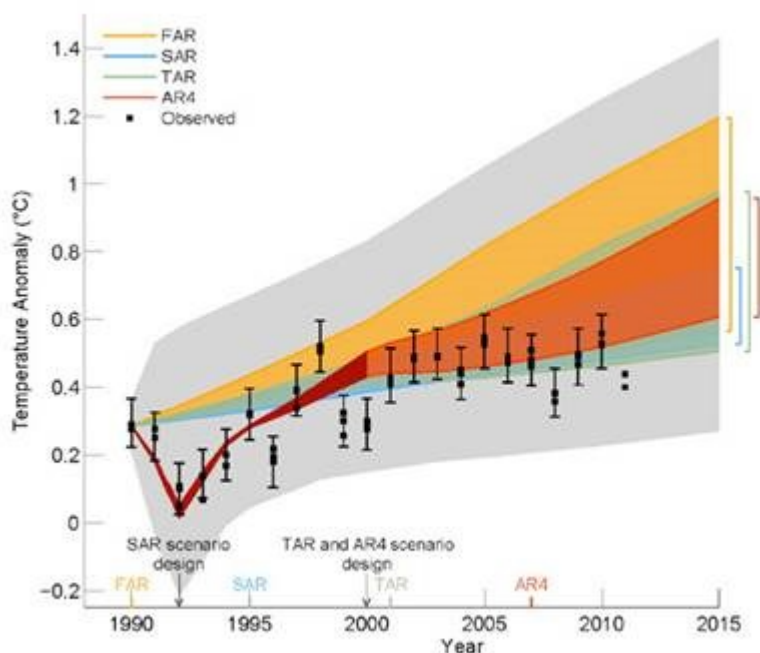 FAR
SAR
TAR
AR4
Observed
1.4
1.2
1
0.8
0.6
0.4
0.2
0
−0.2
Temperature Anomaly (°C)
SAR scenario
design
TAR and AR4 scenario
design
FAR
SAR
TAR
AR4
1990
1995
2000
2005
2010
2015
Year